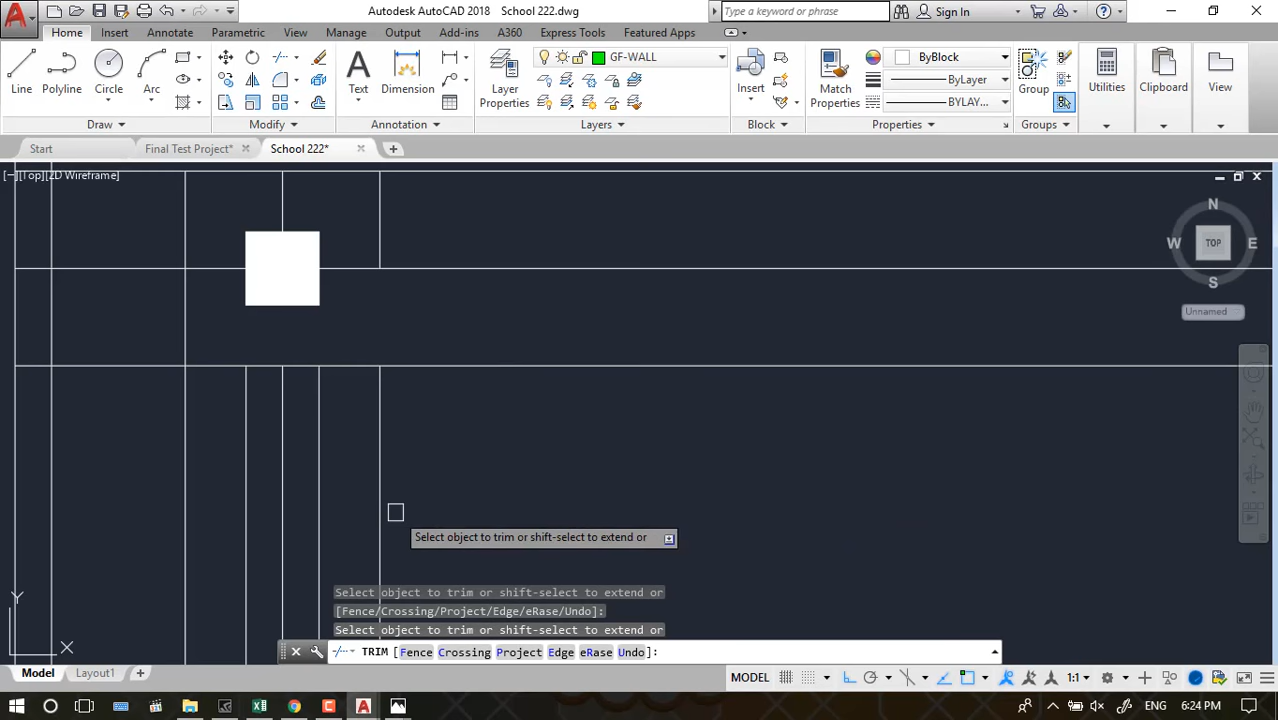 Autodesk AutoCAD 2018 School 222.dwg
Type a keyword or phrase
Sign In
Home Insert Annotate Parametric View Manage Output Add-ins A360 Express Tools Featured Apps
Line Polyline Circle Arc
Text Dimension
Layer
Properties
GF-WALL
Insert
Match
Properties
ByBlock
ByLayer
BYLAY...
Group
Utilities
Clipboard
View
Draw Modify Annotation Layers Block Properties Groups
Start Final Test Project* School 222*
[−][Top][2D Wireframe]
N
W TOP E
S
Unnamed
Select object to trim or shift-select to extend or
Select object to trim or shift-select to extend or
[Fence/Crossing/Project/Edge/eRase/Undo]:
Select object to trim or shift-select to extend or
TRIM [Fence Crossing Project Edge eRase Undo]:
Y
X
Model Layout1
MODEL
1:1
ENG 6:24 PM